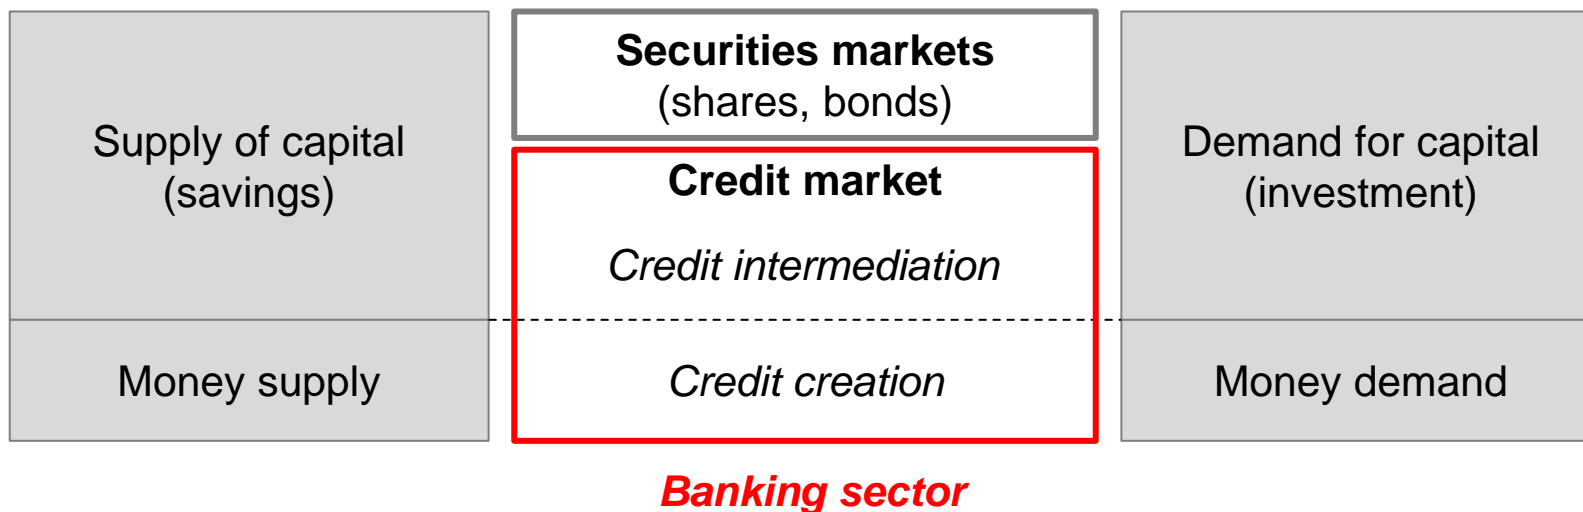 Supply of capital
(savings)
Money supply
Securities markets
(shares, bonds)
Credit market
Credit intermediation
Credit creation
Demand for capital
(investment)
Money demand
Banking sector